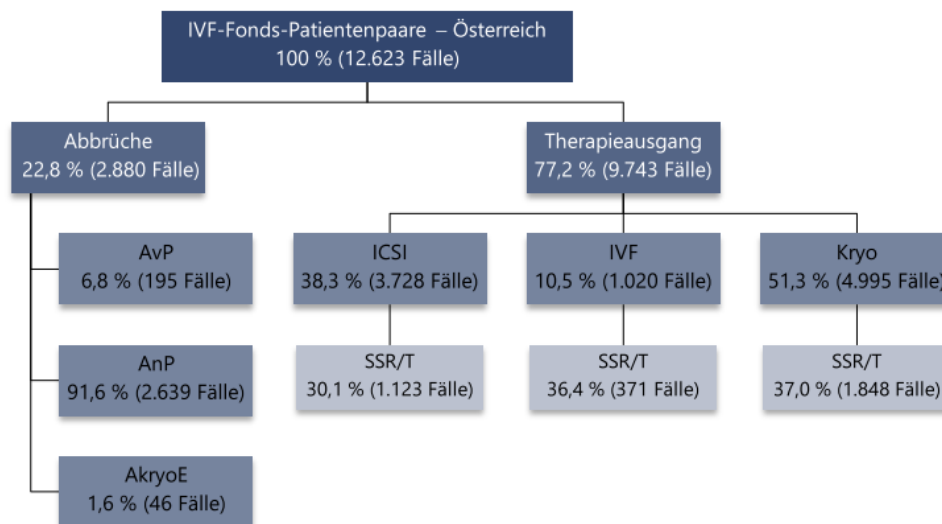 IVF-Fonds-Patientenpaare – Österreich
100 % (12.623 Fälle)
Abbrüche
22,8 % (2.880 Fälle)
Therapieausgang
77,2 % (9.743 Fälle)
AvP
6,8 % (195 Fälle)
AnP
91,6 % (2.639 Fälle)
AkryoE
1,6 % (46 Fälle)
ICSI
38,3 % (3.728 Fälle)
SSR/T
30,1 % (1.123 Fälle)
IVF
10,5 % (1.020 Fälle)
SSR/T
36,4 % (371 Fälle)
Kryo
51,3 % (4.995 Fälle)
SSR/T
37,0 % (1.848 Fälle)